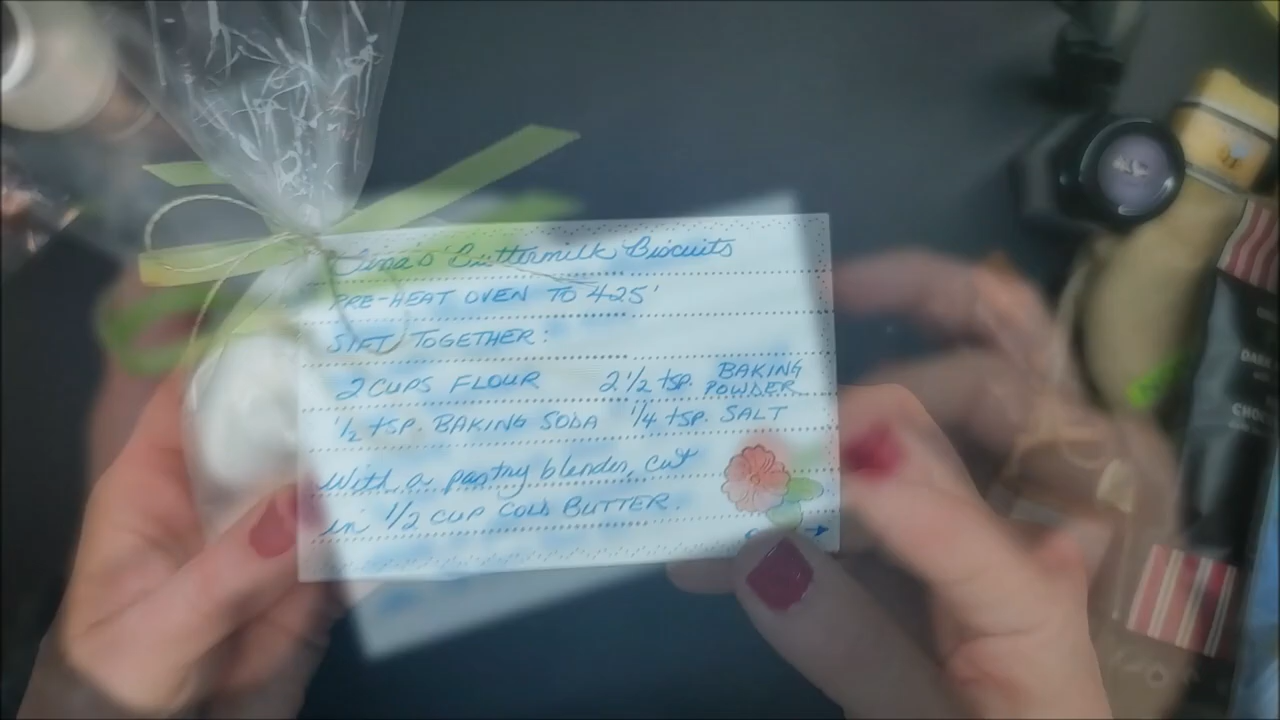 Buttermilk Biscuits
PRE-HEAT OVEN TO 425'
SIFT TOGETHER:
2 CUPS FLOUR 2 1/2 tsp. BAKING POWDER
1/2 tsp. BAKING SODA 1/4 tsp. SALT
With a pastry blender, cut
in 1/2 CUP COLD BUTTER.
DARK